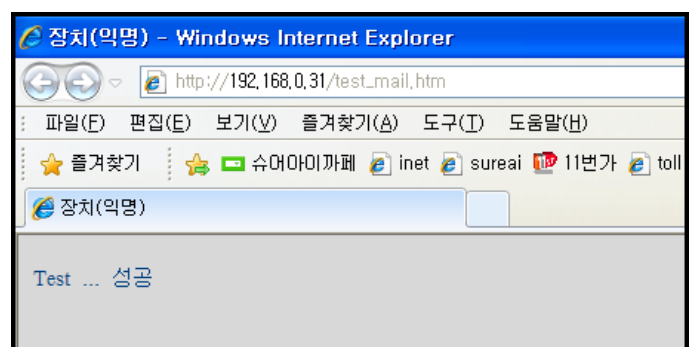 장치(익명) - Windows Internet Explorer
http://192.168.0.31/test_mail.htm
파일(F) 편집(E) 보기(V) 즐겨찾기(A) 도구(T) 도움말(H)
즐겨찾기 슈어아이까페 inet sureai 11번가 toll
장치(익명)
Test ... 성공